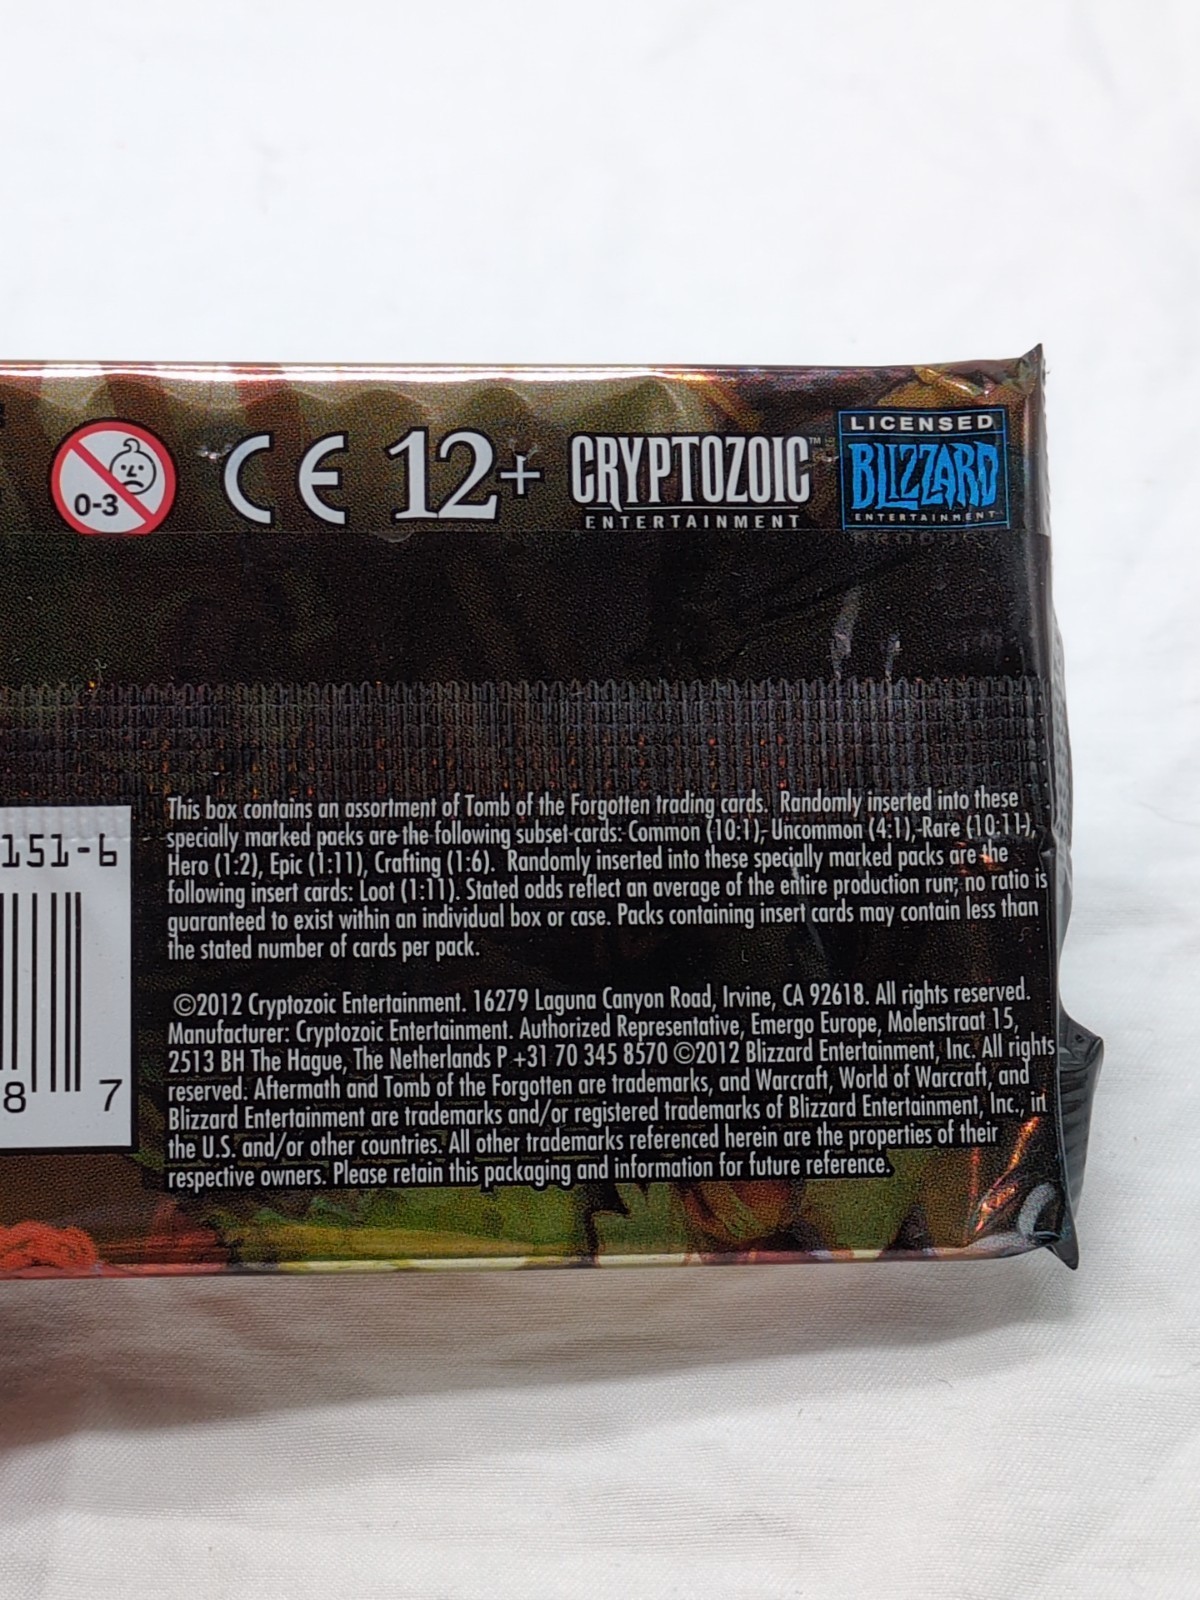 0-3
CE 12+ CRYPTOZOIC™
ENTERTAINMENT
LICENSED
BLIZZARD
ENTERTAINMENT
This box contains an assortment of Tomb of the Forgotten trading cards. Randomly inserted into these
specially marked packs are the following subset cards: Common (10:1), Uncommon (4:1), Rare (10:11),
Hero (1:2), Epic (1:11), Crafting (1:6). Randomly inserted into these specially marked packs are the
following insert cards: Loot (1:11). Stated odds reflect an average of the entire production run; no ratio is
guaranteed to exist within an individual box or case. Packs containing insert cards may contain less than
the stated number of cards per pack.
151-6
©2012 Cryptozoic Entertainment. 16279 Laguna Canyon Road, Irvine, CA 92618. All rights reserved.
Manufacturer: Cryptozoic Entertainment. Authorized Representative, Emergo Europe, Molenstraat 15,
2513 BH The Hague, The Netherlands P +31 70 345 8570 ©2012 Blizzard Entertainment, Inc. All rights
reserved. Aftermath and Tomb of the Forgotten are trademarks, and Warcraft, World of Warcraft, and
Blizzard Entertainment are trademarks and/or registered trademarks of Blizzard Entertainment, Inc., in
the U.S. and/or other countries. All other trademarks referenced herein are the properties of their
respective owners. Please retain this packaging and information for future reference.
8 7